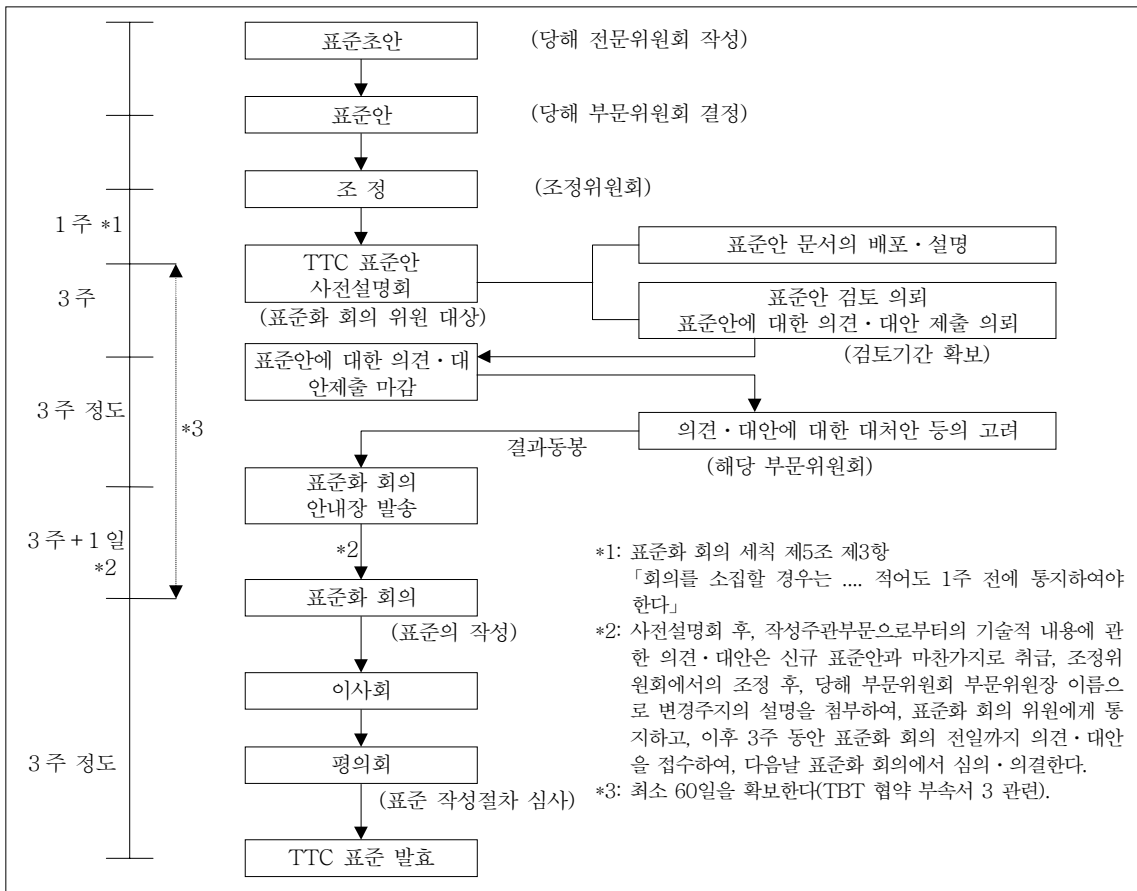 표준초안
(당해 전문위원회 작성)
표준안
(당해 부문위원회 결정)
조 정
(조정위원회)
1주 *1
TTC 표준안
사전설명회
(표준화 회의 위원 대상)
표준안 문서의 배포·설명
3주
표준안 검토 의뢰
표준안에 대한 의견·대안 제출 의뢰
(검토기간 확보)
표준안에 대한 의견·대
안제출 마감
3주 정도
*3
의견·대안에 대한 대처안 등의 고려
(해당 부문위원회)
결과동봉
표준화 회의
안내장 발송
3주+1일
*2
*2
표준화 회의
(표준의 작성)
이사회
평의회
(표준 작성절차 심사)
3주 정도
TTC 표준 발효
*1: 표준화 회의 세칙 제5조 제3항
「회의를 소집할 경우는 .... 적어도 1주 전에 통지하여야
한다」
*2: 사전설명회 후, 작성주관부문으로부터의 기술적 내용에 관
한 의견·대안은 신규 표준안과 마찬가지로 취급, 조정위
원회에서의 조정 후, 당해 부문위원회 부문위원장 이름으
로 변경주지의 설명을 첨부하여, 표준화 회의 위원에게 통
지하고, 이후 3주 동안 표준화 회의 전일까지 의견·대안
을 접수하여, 다음날 표준화 회의에서 심의·의결한다.
*3: 최소 60일을 확보한다(TBT 협약 부속서 3 관련).